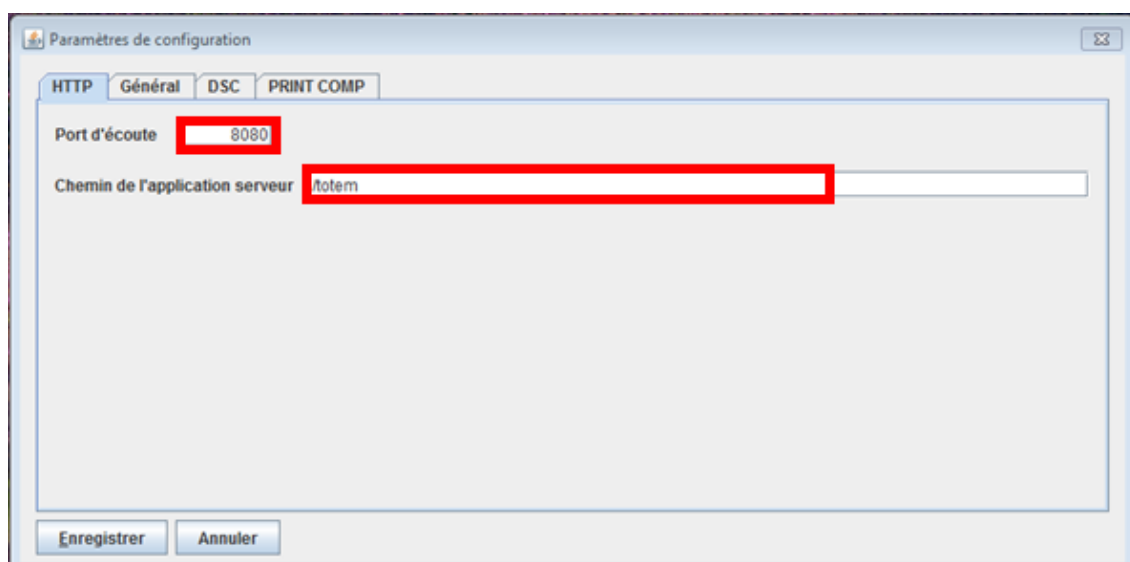 Paramètres de configuration
HTTP Général DSC PRINT COMP
Port d'écoute 8080
Chemin de l'application serveur /totem
Enregistrer Annuler